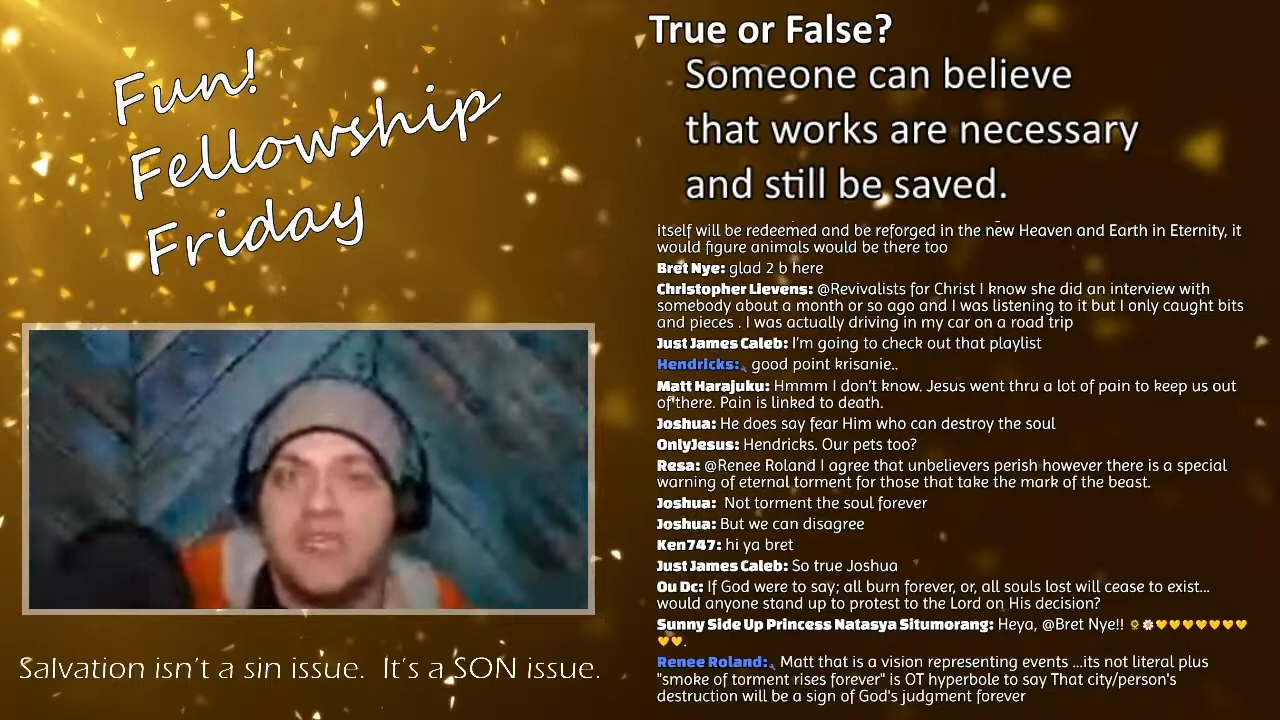 Fun!
Fellowship
Friday
True or False?
Someone can believe
that works are necessary
and still be saved.
itself will be redeemed and be reforged in the new Heaven and Earth in Eternity, it
would figure animals would be there too
Bret Nye: glad 2 b here
Christopher Lievens: @Revivalists for Christ I know she did an interview with
somebody about a month or so ago and I was listening to it but I only caught bits
and pieces . I was actually driving in my car on a road trip
Just James Caleb: I'm going to check out that playlist
Hendricks: good point krisanie..
Matt Harajuku: Hmmm I don't know. Jesus went thru a lot of pain to keep us out
of there. Pain is linked to death.
Joshua: He does say fear Him who can destroy the soul
OnlyJesus: Hendricks. Our pets too?
Resa: @Renee Roland I agree that unbelievers perish however there is a special
warning of eternal torment for those that take the mark of the beast.
Joshua: Not torment the soul forever
Joshua: But we can disagree
Ken747: hi ya bret
Just James Caleb: So true Joshua
Ou Dc: If God were to say; all burn forever, or, all souls lost will cease to exist...
would anyone stand up to protest to the Lord on His decision?
Sunny Side Up Princess Natasya Situmorang: Heya, @Bret Nye!! 🌻🌼💛💛💛💛💛💛💛
💛💛.
Renee Roland: Matt that is a vision representing events ...its not literal plus
"smoke of torment rises forever" is OT hyperbole to say That city/person's
destruction will be a sign of God's judgment forever
Salvation isn't a sin issue. It's a SON issue.